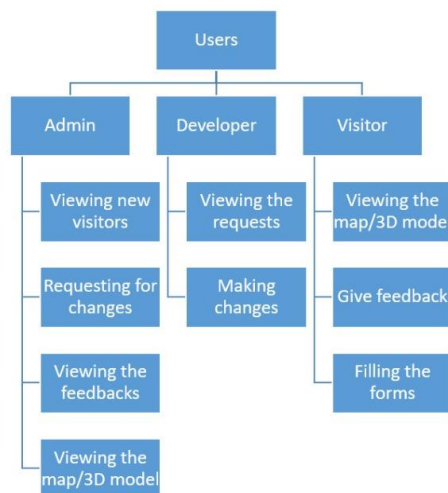 Users
Admin
Developer
Visitor
Viewing new
visitors
Requesting for
changes
Viewing the
feedbacks
Viewing the
map/3D model
Viewing the
requests
Making
changes
Viewing the
map/3D model
Give feedback
Filling the
forms